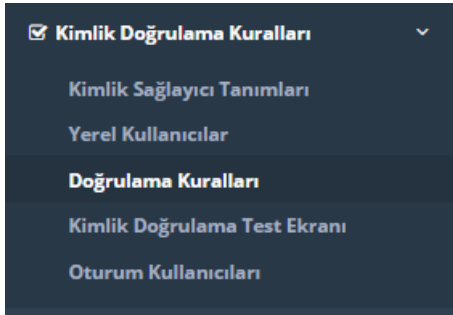 Kimlik Doğrulama Kuralları
Kimlik Sağlayıcı Tanımları
Yerel Kullanıcılar
Doğrulama Kuralları
Kimlik Doğrulama Test Ekranı
Oturum Kullanıcıları